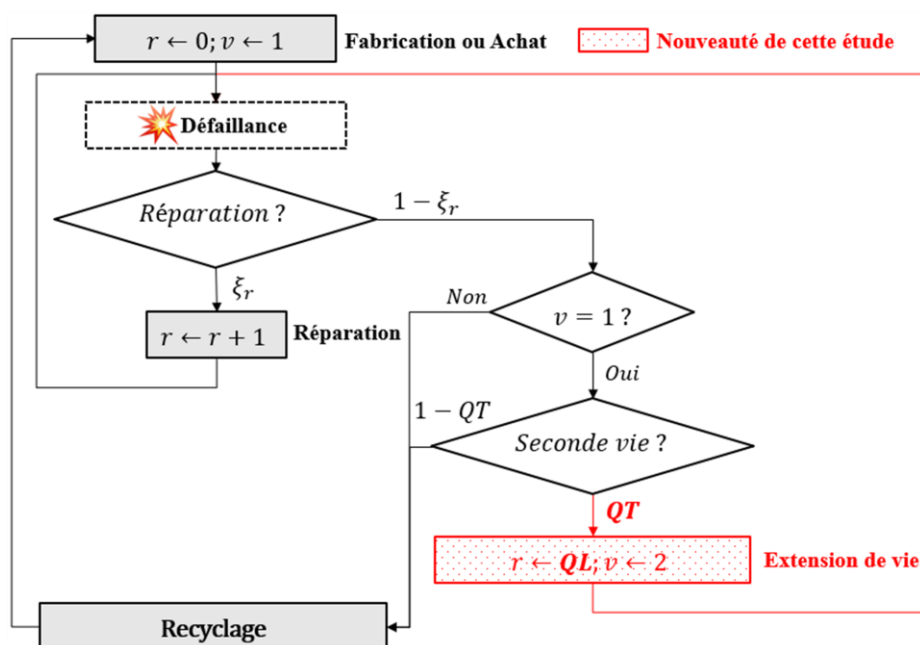 r ← 0; v ← 1
Fabrication ou Achat
Nouveauté de cette étude
Défaillance
Réparation ?
1 − ξr
ξr
Non
v = 1 ?
r ← r + 1
Réparation
Oui
1 − QT
Seconde vie ?
QT
r ← QL; v ← 2
Extension de vie
Recyclage